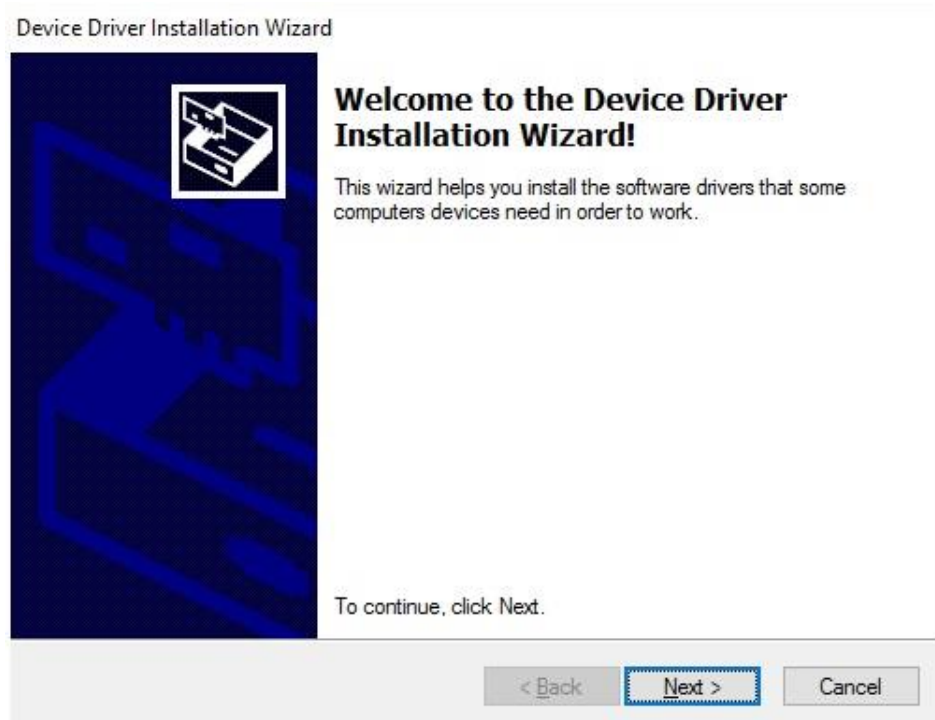 Device Driver Installation Wizard
Welcome to the Device Driver
Installation Wizard!
This wizard helps you install the software drivers that some
computers devices need in order to work.
To continue, click Next.
< Back
Next >
Cancel